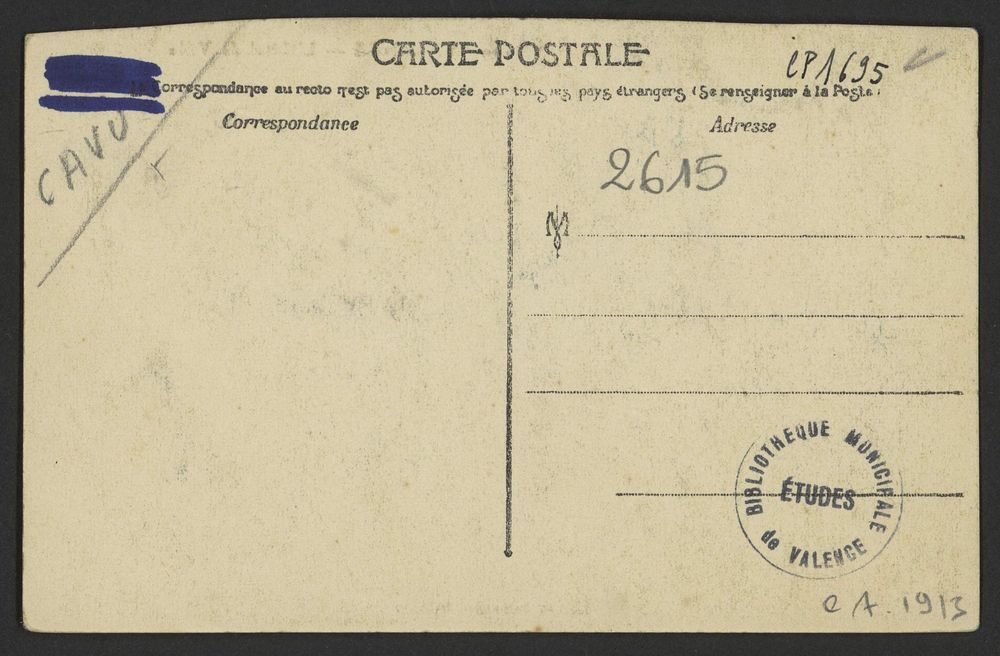 CARTE POSTALE
CP1695
La Correspondance au recto n'est pas autorisée par tous les pays étrangers (Se renseigner à la Poste)
Correspondance
Adresse
CAVU
2615
M
BIBLIOTHEQUE MUNICIPALE
ÉTUDES
de VALENCE
CA. 1913